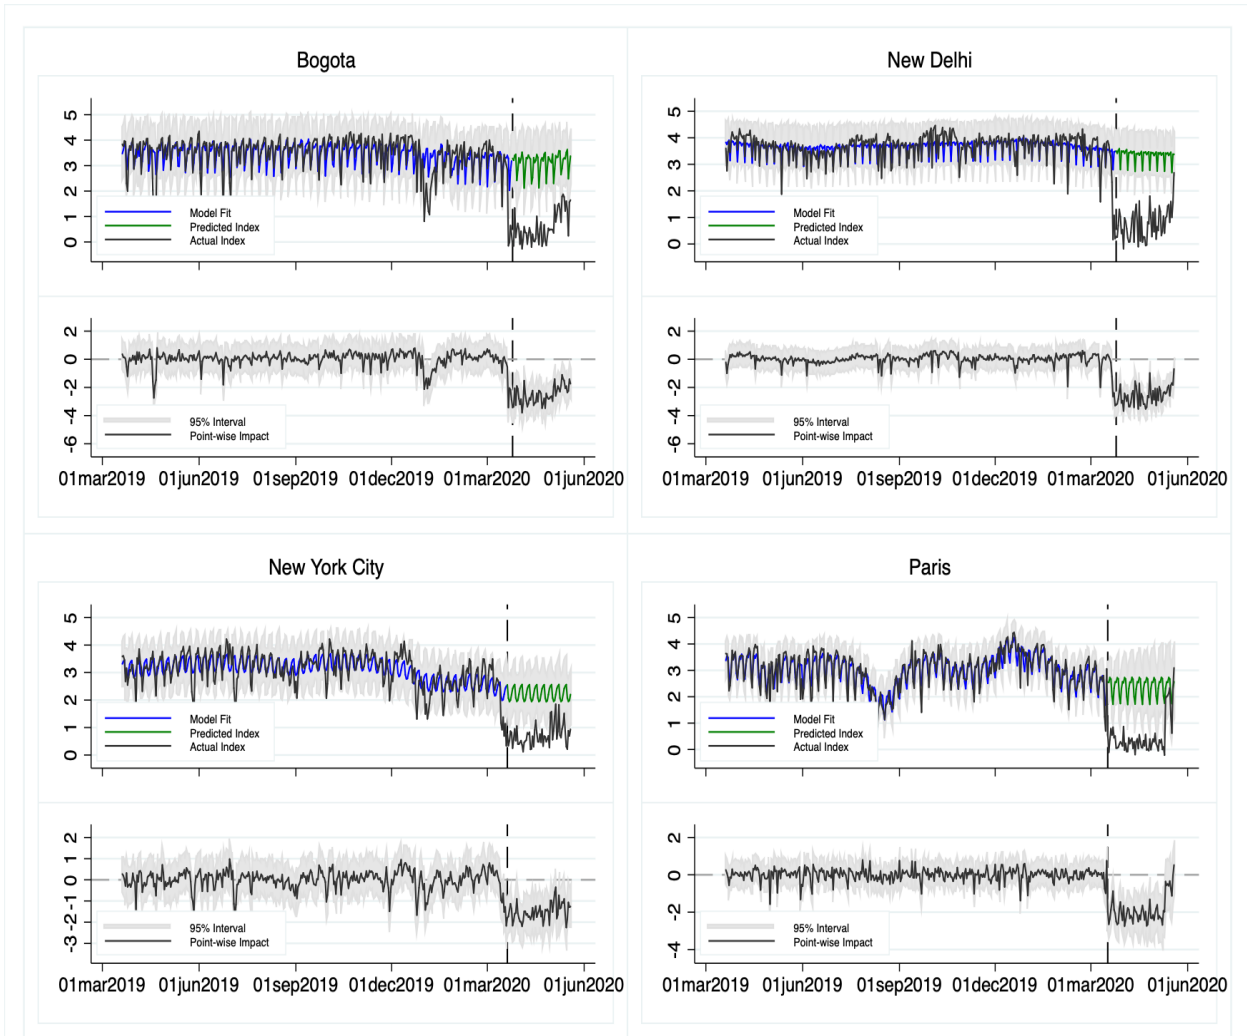 Bogota
5
4
3
2
1
0
Model Fit
Predicted Index
Actual Index
2
0
-2
-4
-6
95% Interval
Point-wise Impact
01mar2019 01jun2019 01sep2019 01dec2019 01mar2020 01jun2020
New Delhi
5
4
3
2
1
0
Model Fit
Predicted Index
Actual Index
2
0
-2
-4
-6
95% Interval
Point-wise Impact
01mar2019 01jun2019 01sep2019 01dec2019 01mar2020 01jun2020
New York City
5
4
3
2
1
0
Model Fit
Predicted Index
Actual Index
2
1
0
-1
-2
-3
95% Interval
Point-wise Impact
01mar2019 01jun2019 01sep2019 01dec2019 01mar2020 01jun2020
Paris
5
4
3
2
1
0
Model Fit
Predicted Index
Actual Index
2
0
-2
-4
95% Interval
Point-wise Impact
01mar2019 01jun2019 01sep2019 01dec2019 01mar2020 01jun2020